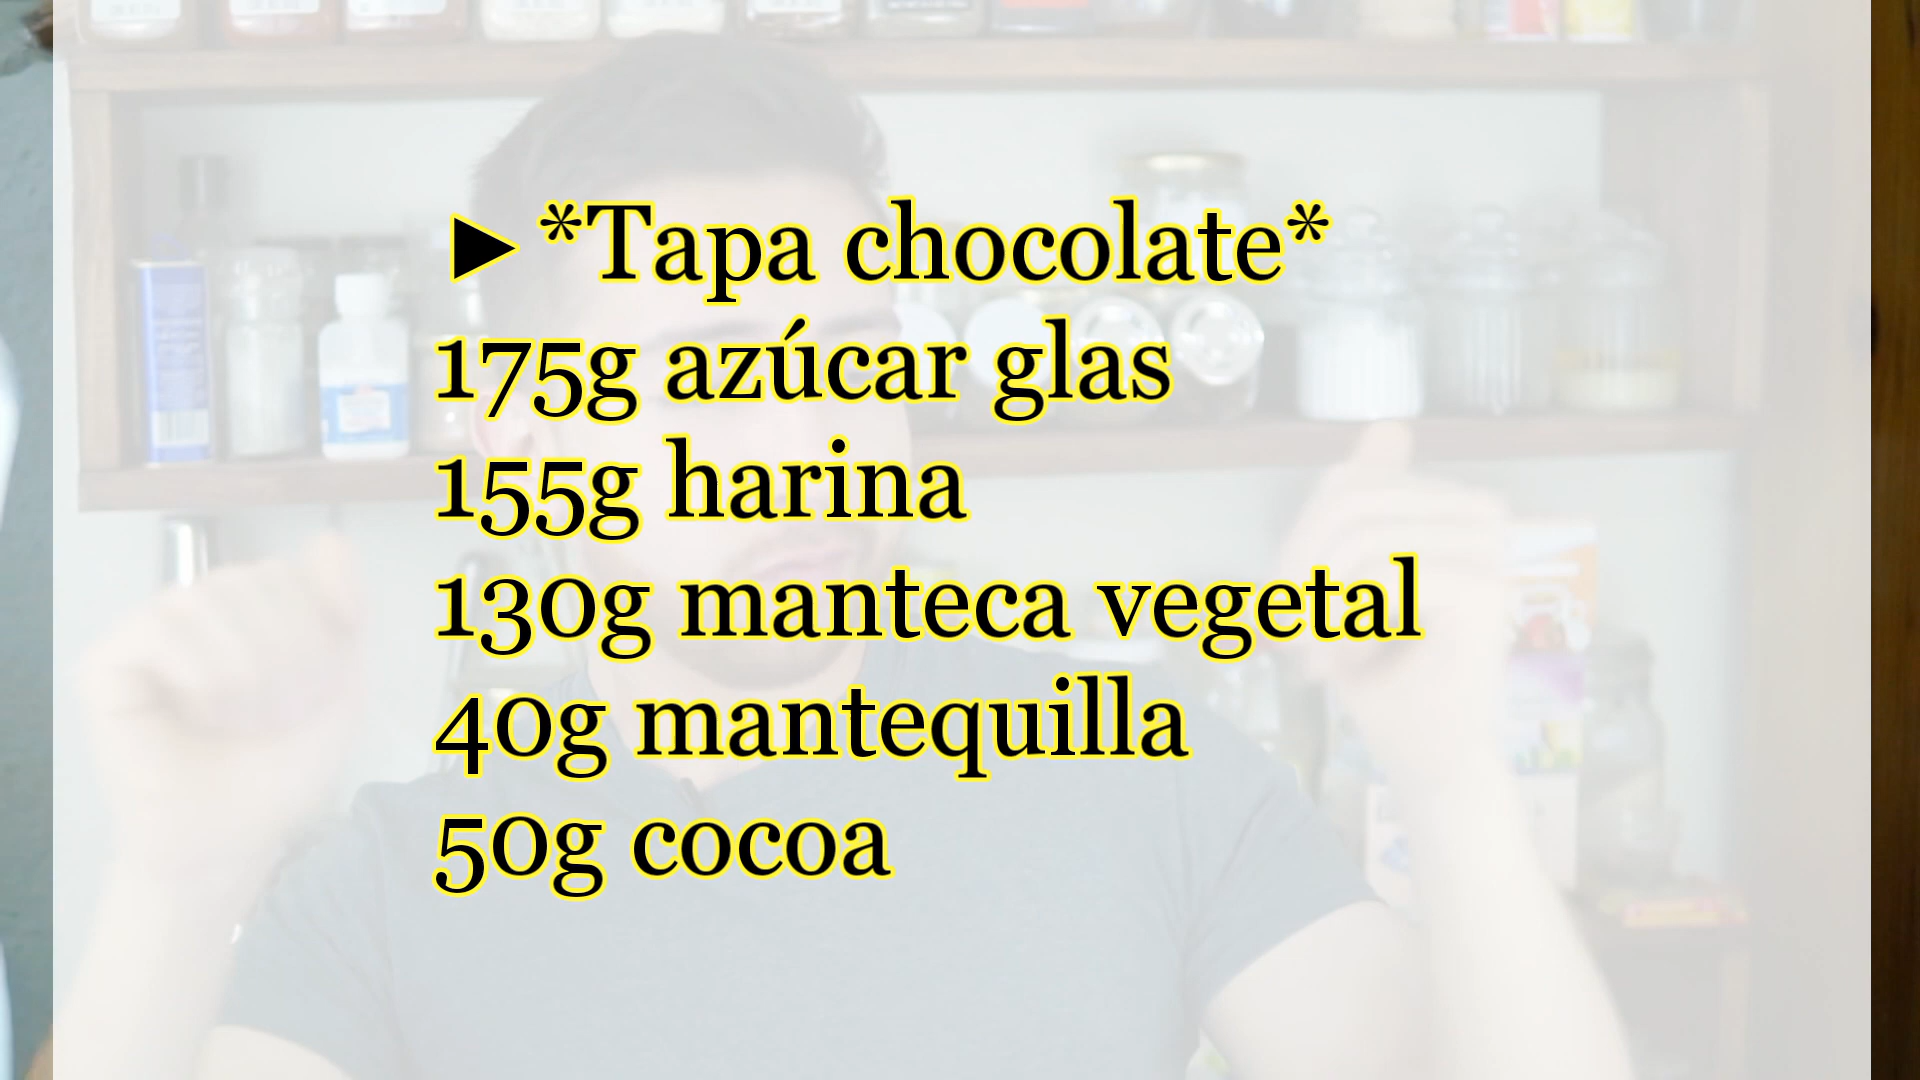 ►*Tapa chocolate*
175g azúcar glas
155g harina
130g manteca vegetal
40g mantequilla
50g cocoa